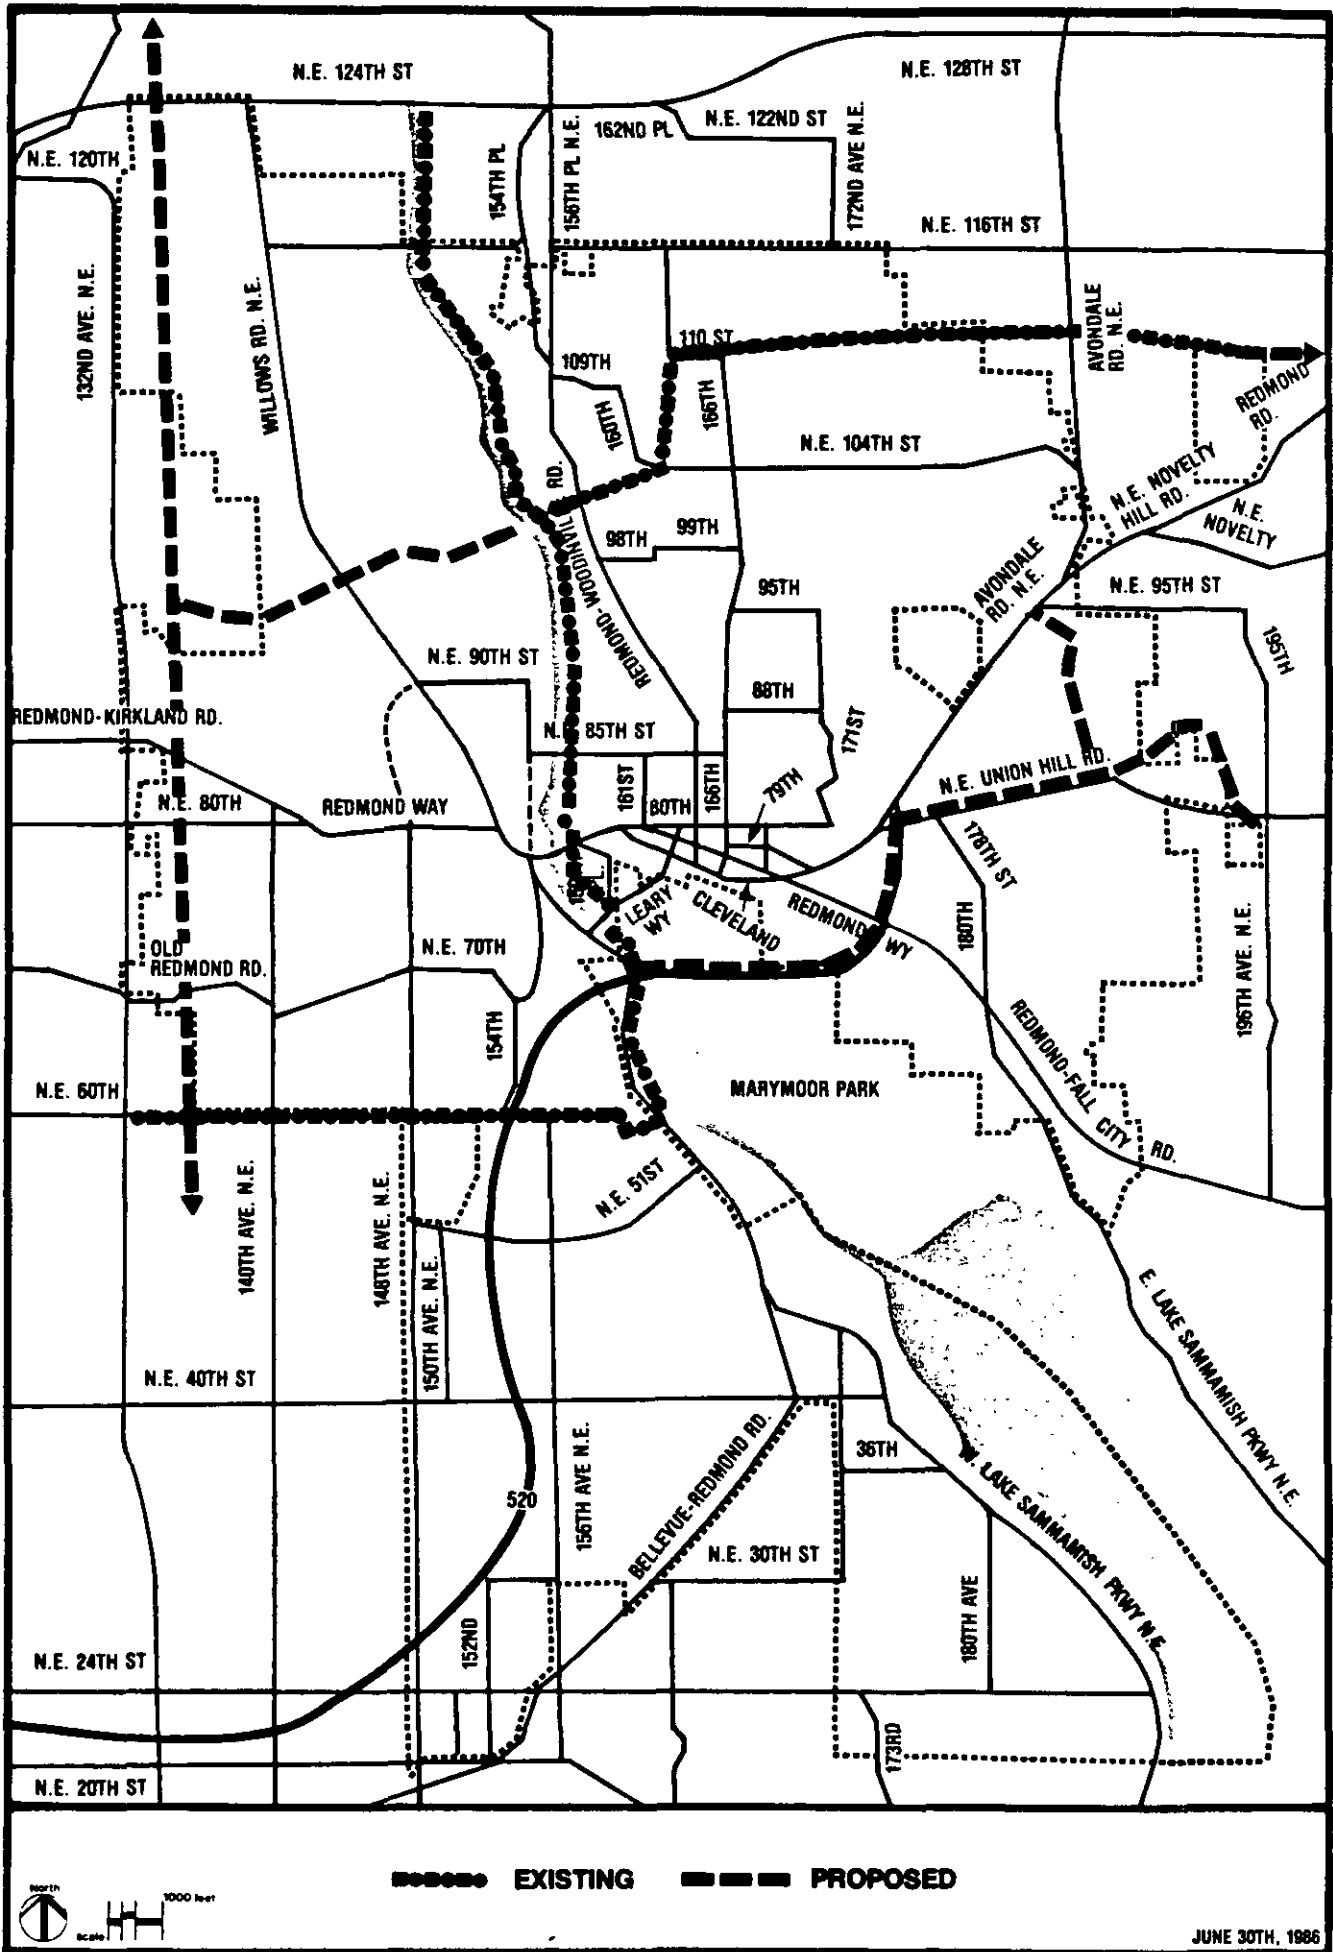 N.E. 124TH ST
N.E. 128TH ST
162ND PL
N.E. 122ND ST
N.E. 120TH
154TH PL
156TH PL N.E.
172ND AVE N.E.
N.E. 116TH ST
132ND AVE. N.E.
WILLOWS RD. N.E.
110 ST
109TH
AVONDALE
RD. N.E.
REDMOND
RD.
160TH
166TH
N.E. 104TH ST
N.E. NOVELTY
HILL RD.
N.E.
NOVELTY
REDMOND-WOODINVILL
RD.
98TH
99TH
AVONDALE
RD. N.E.
95TH
N.E. 95TH ST
195TH
N.E. 90TH ST
88TH
REDMOND-KIRKLAND RD.
N.E. 85TH ST
171ST
N.E. UNION HILL RD.
N.E. 80TH
REDMOND WAY
161ST
80TH
166TH
79TH
178TH ST
LEARY
WY
CLEVELAND
REDMOND WY
180TH
196TH AVE. N.E.
OLD
REDMOND RD.
N.E. 70TH
154TH
REDMOND-FALL
CITY RD.
N.E. 60TH
MARYMOOR PARK
140TH AVE. N.E.
148TH AVE. N.E.
N.E. 51ST
150TH AVE. N.E.
E. LAKE SAMMAMISH PKWY N.E.
N.E. 40TH ST
156TH AVE N.E.
BELLEVUE-REDMOND RD.
36TH
W. LAKE SAMMAMISH PKWY N.E.
520
N.E. 30TH ST
180TH AVE
152ND
N.E. 24TH ST
173RD
N.E. 20TH ST
EXISTING
PROPOSED
North
scale
1000 feet
JUNE 30TH, 1986